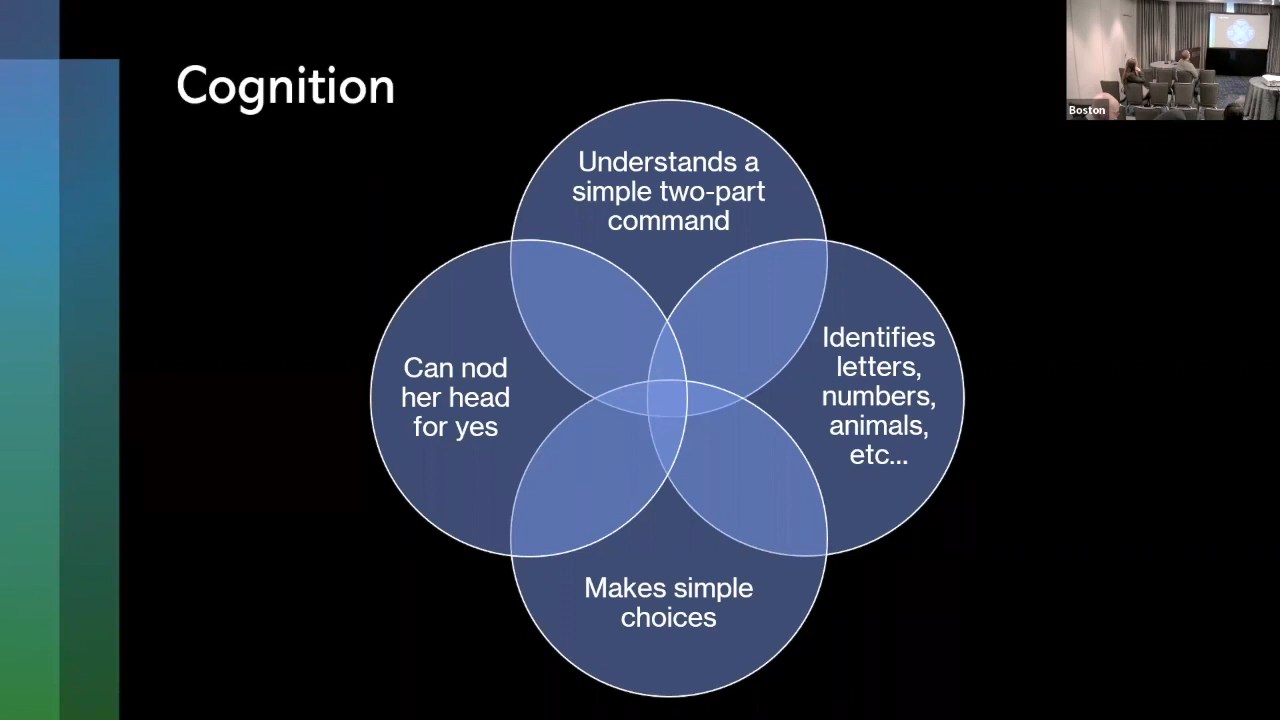 Cognition
Boston
Understands a
simple two-part
command
Can nod
her head
for yes
Identifies
letters,
numbers,
animals,
etc...
Makes simple
choices